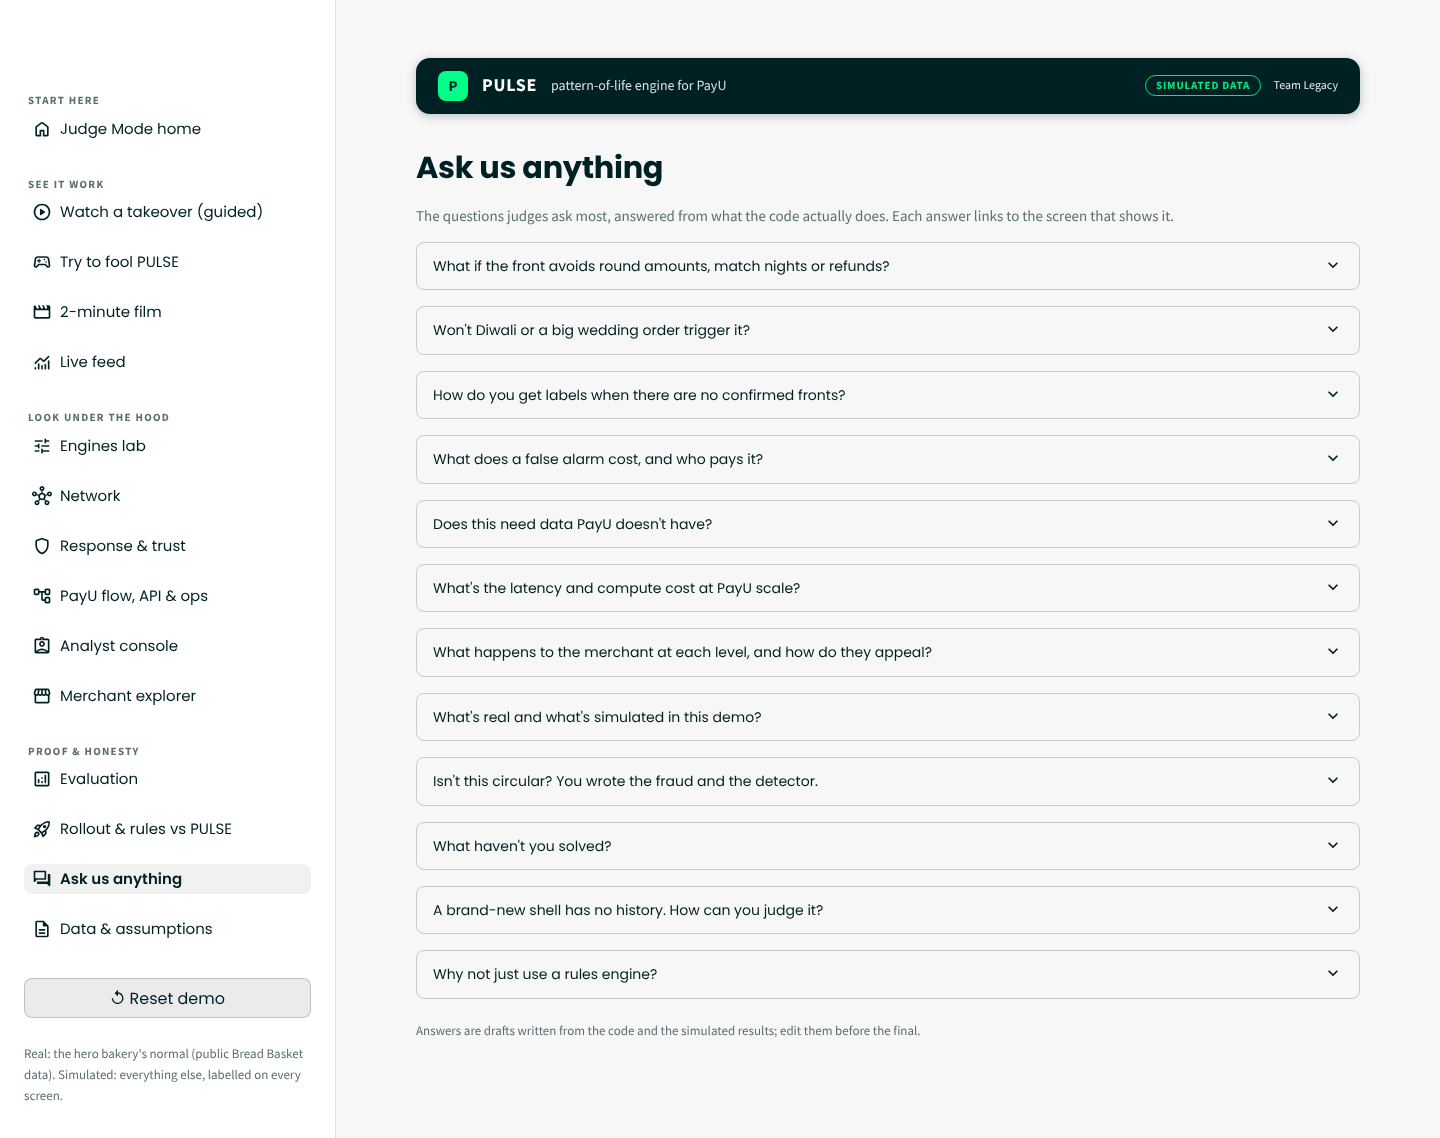 START HERE
Judge Mode home
SEE IT WORK
Watch a takeover (guided)
Try to fool PULSE
2-minute film
Live feed
LOOK UNDER THE HOOD
Engines lab
Network
Response & trust
PayU flow, API & ops
Analyst console
Merchant explorer
PROOF & HONESTY
Evaluation
Rollout & rules vs PULSE
Ask us anything
Data & assumptions
Reset demo
Real: the hero bakery's normal (public Bread Basket
data). Simulated: everything else, labelled on every
screen.
P PULSE pattern-of-life engine for PayU SIMULATED DATA Team Legacy
Ask us anything
The questions judges ask most, answered from what the code actually does. Each answer links to the screen that shows it.
What if the front avoids round amounts, match nights or refunds?
Won't Diwali or a big wedding order trigger it?
How do you get labels when there are no confirmed fronts?
What does a false alarm cost, and who pays it?
Does this need data PayU doesn't have?
What's the latency and compute cost at PayU scale?
What happens to the merchant at each level, and how do they appeal?
What's real and what's simulated in this demo?
Isn't this circular? You wrote the fraud and the detector.
What haven't you solved?
A brand-new shell has no history. How can you judge it?
Why not just use a rules engine?
Answers are drafts written from the code and the simulated results; edit them before the final.